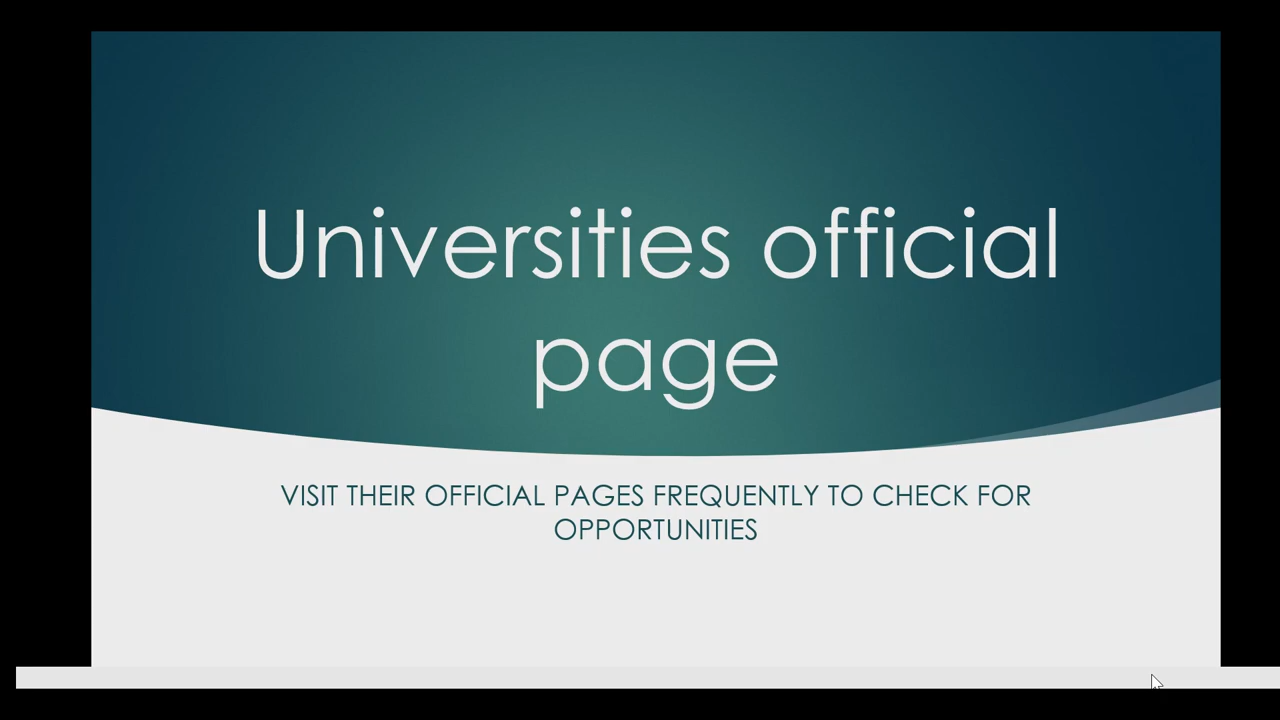 Universities official
page
VISIT THEIR OFFICIAL PAGES FREQUENTLY TO CHECK FOR
OPPORTUNITIES